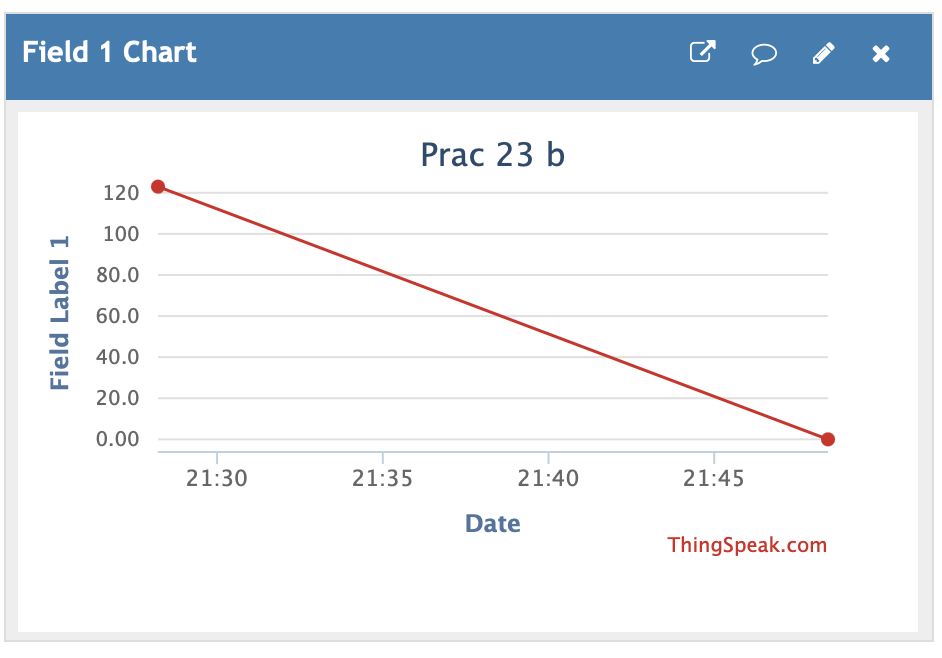 Field 1 Chart
Prac 23 b
Field Label 1
120
100
80.0
60.0
40.0
20.0
0.00
21:30 21:35 21:40 21:45
Date
ThingSpeak.com